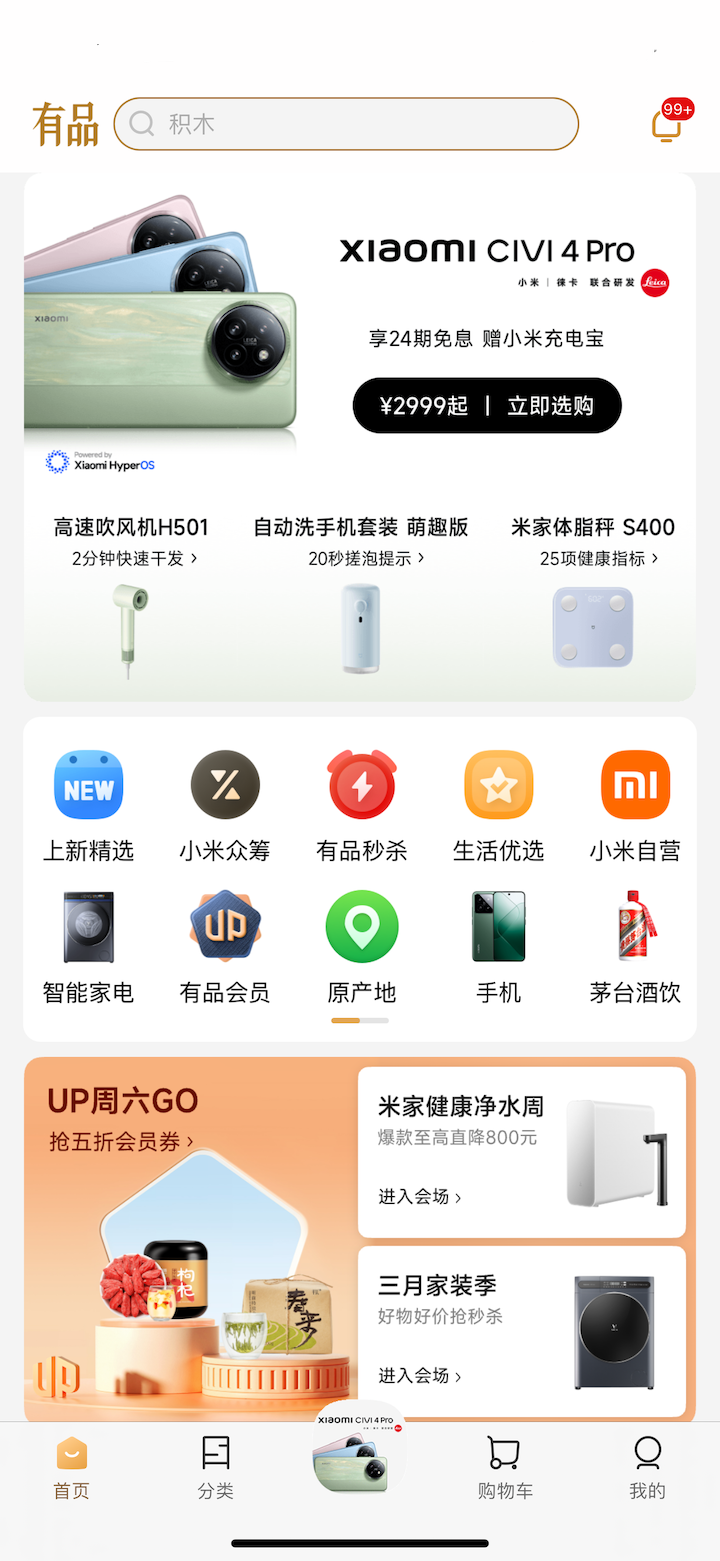 有品
积木
99+
xiaomi CIVI 4 Pro
小米 | 徕卡 联合研发 Leica
享24期免息 赠小米充电宝
¥2999起 | 立即选购
xiaomi
LEICA
Powered by
Xiaomi HyperOS
高速吹风机H501
自动洗手机套装 萌趣版
米家体脂秤 S400
2分钟快速干发 >
20秒搓泡提示 >
25项健康指标 >
NEW
上新精选
小米众筹
有品秒杀
生活优选
小米自营
UP
智能家电
有品会员
原产地
手机
茅台酒饮
UP周六GO
抢五折会员券 >
米家健康净水周
爆款至高直降800元
进入会场 >
枸杞
UP
三月家装季
好物好价抢秒杀
进入会场 >
xiaomi CIVI 4 Pro
首页
分类
购物车
我的